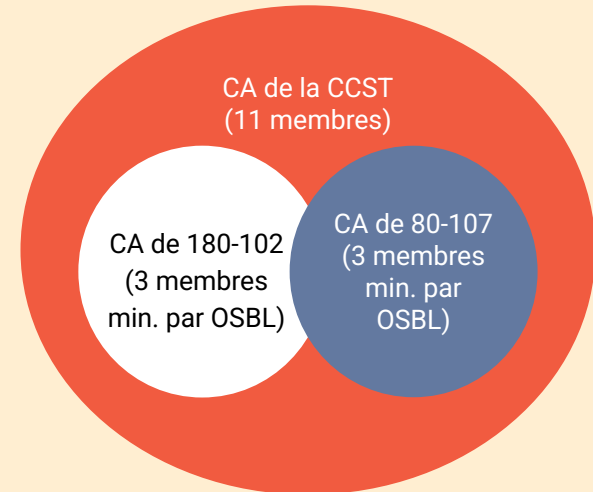 CA de la CCST
(11 membres)
CA de 180-102
(3 membres
min. par OSBL)
CA de 80-107
(3 membres
min. par
OSBL)